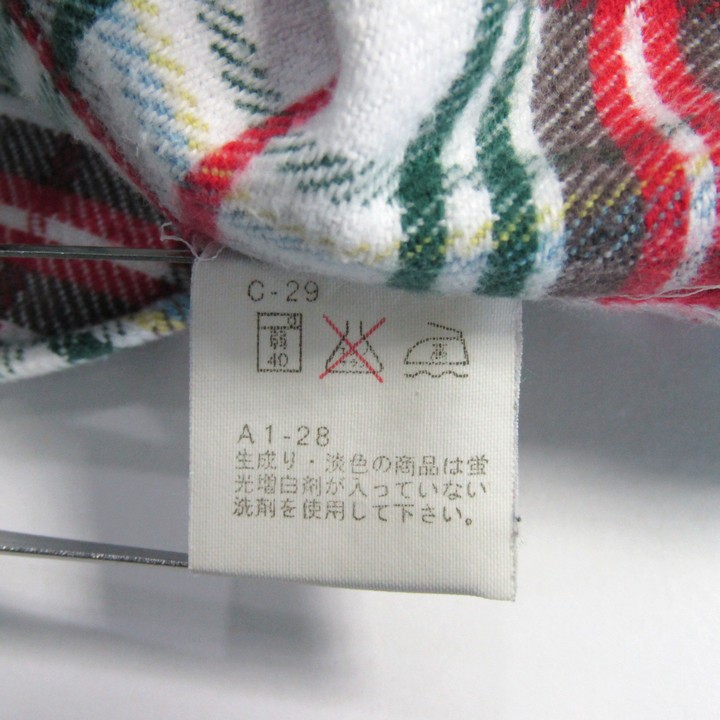 C-29
弱
40
A1-28
生成り・淡色の商品は蛍
光増白剤が入っていない
洗剤を使用して下さい。